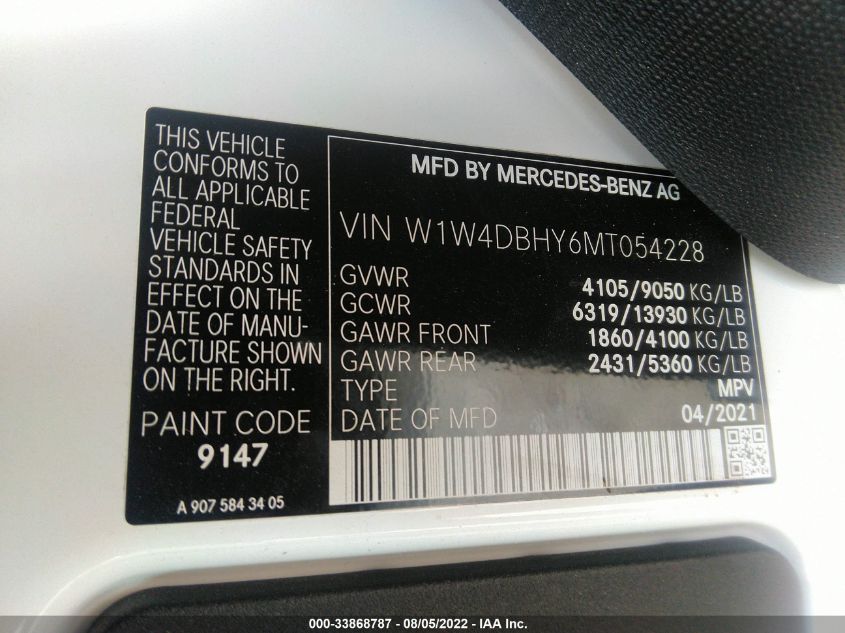 THIS VEHICLE
CONFORMS TO
ALL APPLICABLE
FEDERAL
VEHICLE SAFETY
STANDARDS IN
EFFECT ON THE
DATE OF MANU-
FACTURE SHOWN
ON THE RIGHT.
PAINT CODE
9147
A 907 584 34 05
MFD BY MERCEDES-BENZ AG
VIN W1W4DBHY6MT054228
GVWR 4105/9050 KG/LB
GCWR 6319/13930 KG/LB
GAWR FRONT 1860/4100 KG/LB
GAWR REAR 2431/5360 KG/LB
TYPE MPV
DATE OF MFD 04/2021
000-33868787 - 08/05/2022 - IAA Inc.